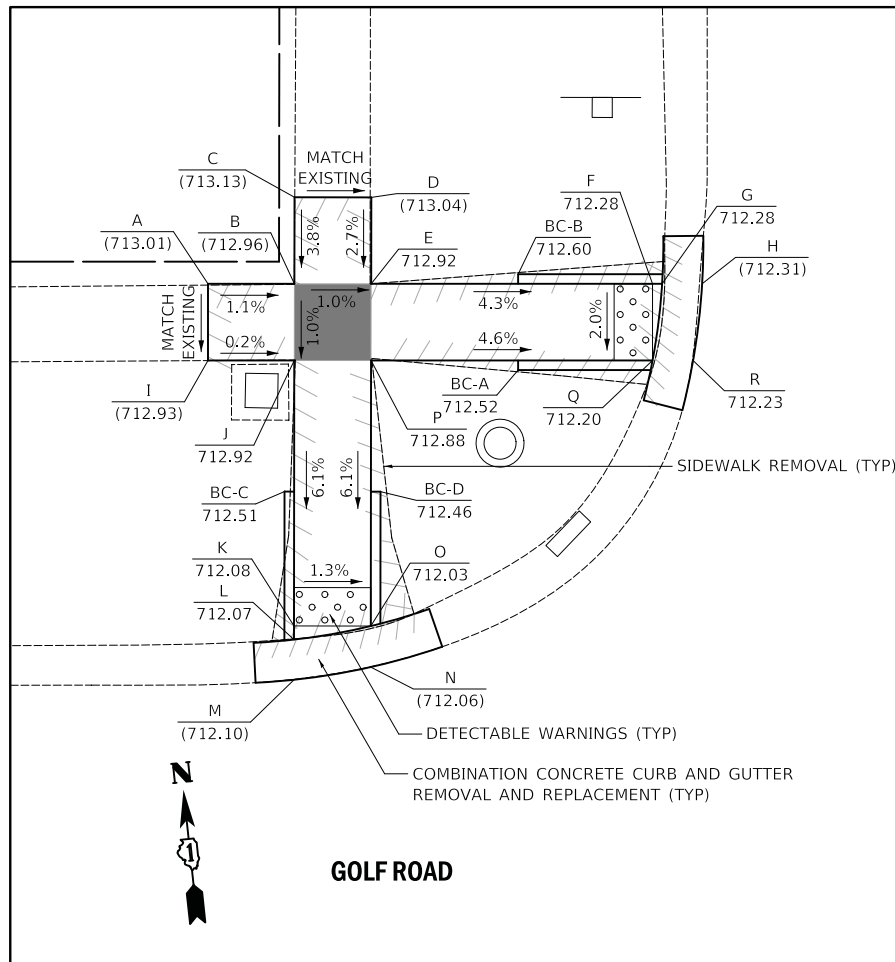 C
(713.13)
MATCH
EXISTING
D
(713.04)
F
712.28
G
712.28
A
(713.01)
B
(712.96)
3.8%
2.7%
E
712.92
BC-B
712.60
H
(712.31)
MATCH
EXISTING
1.1%
1.0%
4.3%
0.2%
1.0%
4.6%
2.0%
I
(712.93)
BC-A
712.52
Q
712.20
R
712.23
J
712.92
P
712.88
SIDEWALK REMOVAL (TYP)
BC-C
712.51
6.1%
6.1%
BC-D
712.46
K
712.08
1.3%
O
712.03
L
712.07
M
(712.10)
N
(712.06)
DETECTABLE WARNINGS (TYP)
COMBINATION CONCRETE CURB AND GUTTER
REMOVAL AND REPLACEMENT (TYP)
N
1
GOLF ROAD